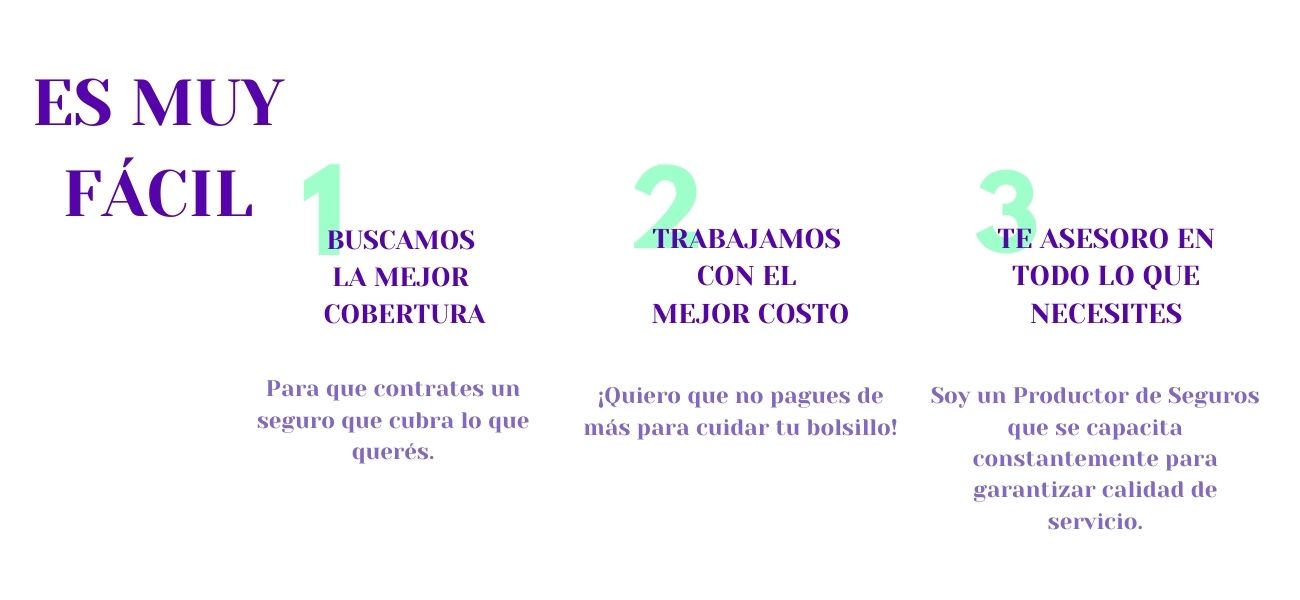 ES MUY
FÁCIL
1
BUSCAMOS
LA MEJOR
COBERTURA
Para que contrates un
seguro que cubra lo que
querés.
2
TRABAJAMOS
CON EL
MEJOR COSTO
¡Quiero que no pagues de
más para cuidar tu bolsillo!
3
TE ASESORO EN
TODO LO QUE
NECESITES
Soy un Productor de Seguros
que se capacita
constantemente para
garantizar calidad de
servicio.